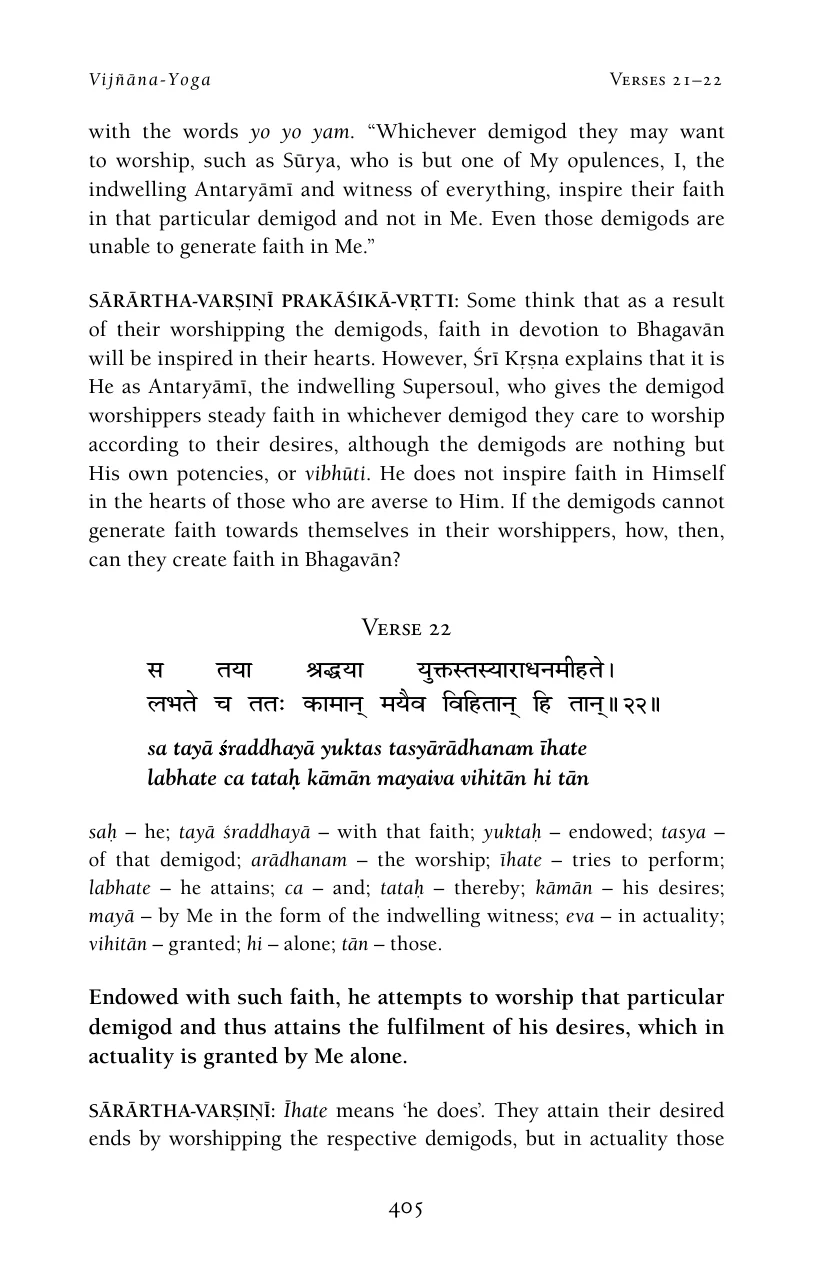 Vijñāna-Yoga Verses 21–22
with the words yo yo yam. “Whichever demigod they may want
to worship, such as Sūrya, who is but one of My opulences, I, the
indwelling Antaryāmī and witness of everything, inspire their faith
in that particular demigod and not in Me. Even those demigods are
unable to generate faith in Me.”
SĀRĀRTHA-VARṢIṆĪ PRAKĀŚIKĀ-VṚTTI: Some think that as a result
of their worshipping the demigods, faith in devotion to Bhagavān
will be inspired in their hearts. However, Śrī Kṛṣṇa explains that it is
He as Antaryāmī, the indwelling Supersoul, who gives the demigod
worshippers steady faith in whichever demigod they care to worship
according to their desires, although the demigods are nothing but
His own potencies, or vibhūti. He does not inspire faith in Himself
in the hearts of those who are averse to Him. If the demigods cannot
generate faith towards themselves in their worshippers, how, then,
can they create faith in Bhagavān?
Verse 22
स तया श्रद्धया युक्तस्तस्याराधनमीहते।
लभते च ततः कामान् मयैव विहितान् हि तान्॥२२॥
sa tayā śraddhayā yuktas tasyārādhanam īhate
labhate ca tataḥ kāmān mayaiva vihitān hi tān
saḥ – he; tayā śraddhayā – with that faith; yuktaḥ – endowed; tasya –
of that demigod; arādhanam – the worship; īhate – tries to perform;
labhate – he attains; ca – and; tataḥ – thereby; kāmān – his desires;
mayā – by Me in the form of the indwelling witness; eva – in actuality;
vihitān – granted; hi – alone; tān – those.
Endowed with such faith, he attempts to worship that particular
demigod and thus attains the fulfilment of his desires, which in
actuality is granted by Me alone.
SĀRĀRTHA-VARṢIṆĪ: Īhate means ‘he does’. They attain their desired
ends by worshipping the respective demigods, but in actuality those
405